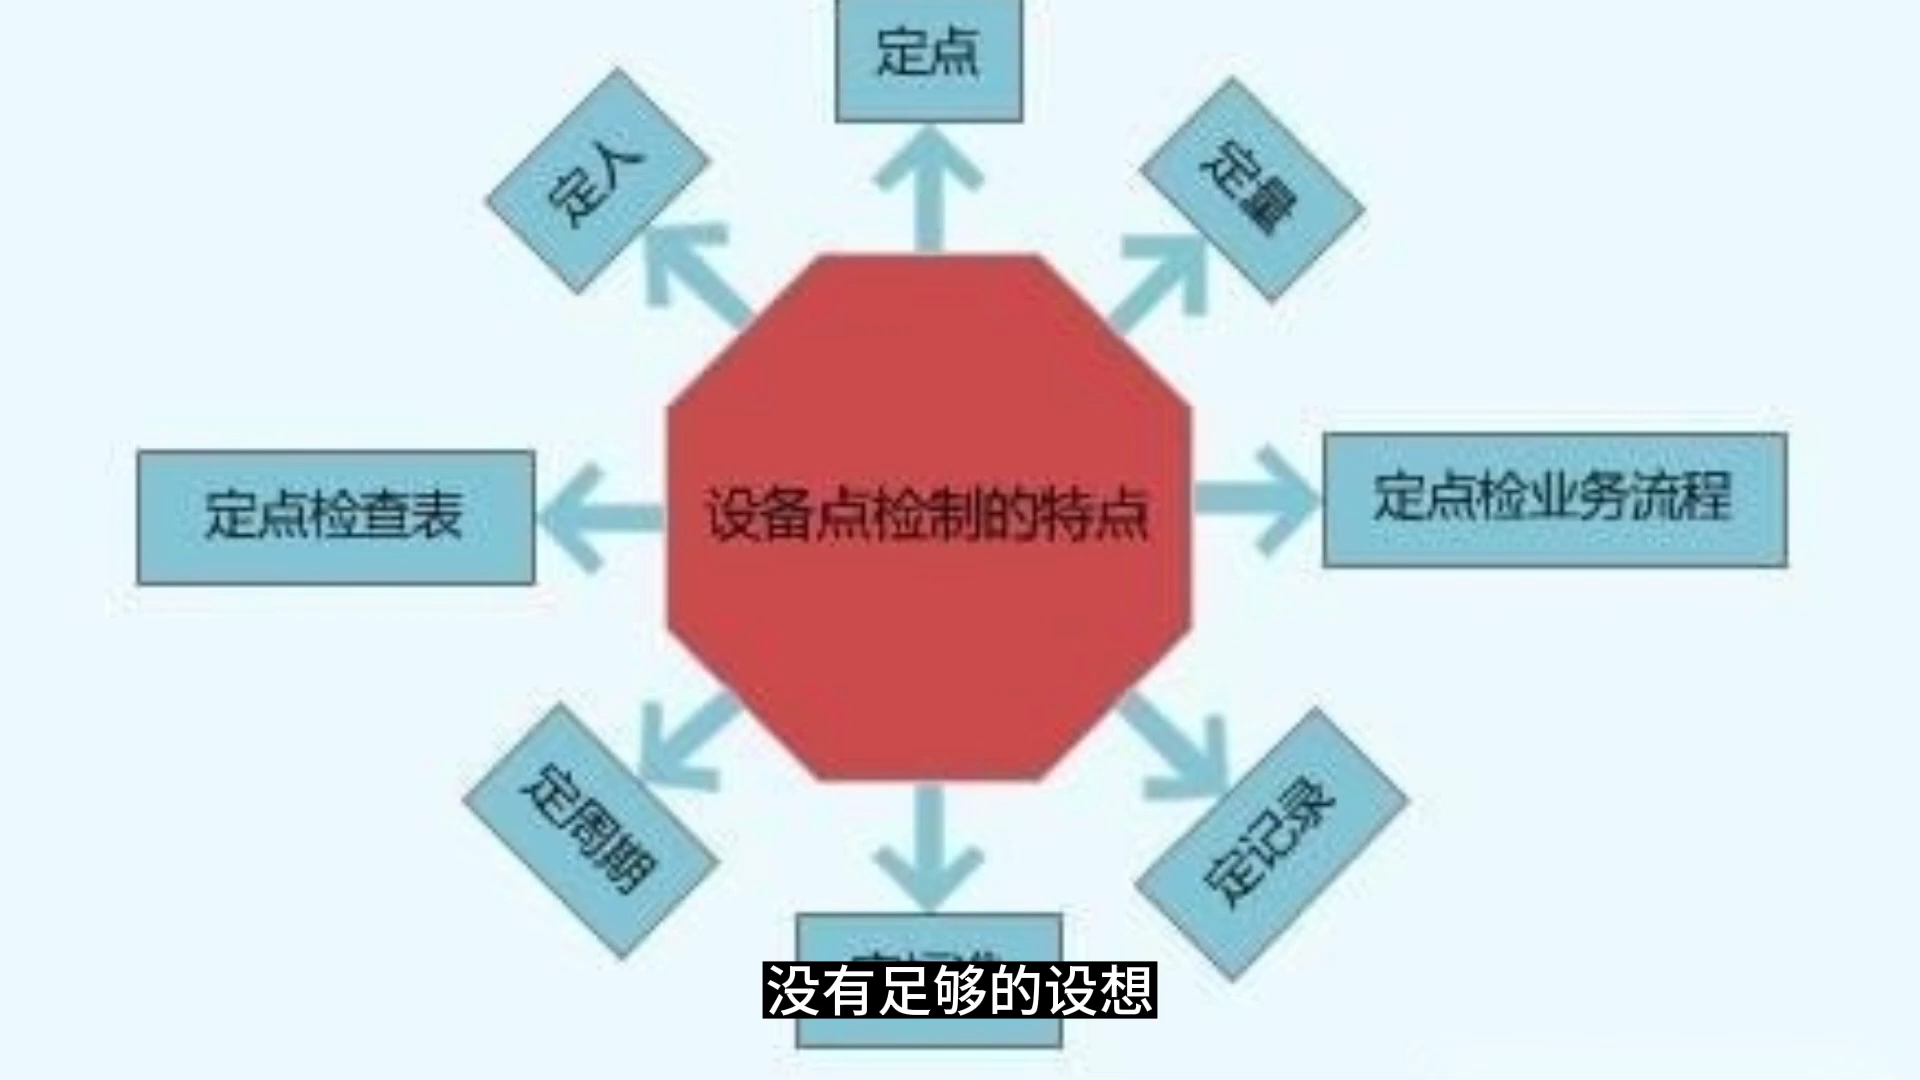 定点
定人
定量
定点检查表
设备点检制的特点
定点检业务流程
定周期
定记录
没有足够的设想